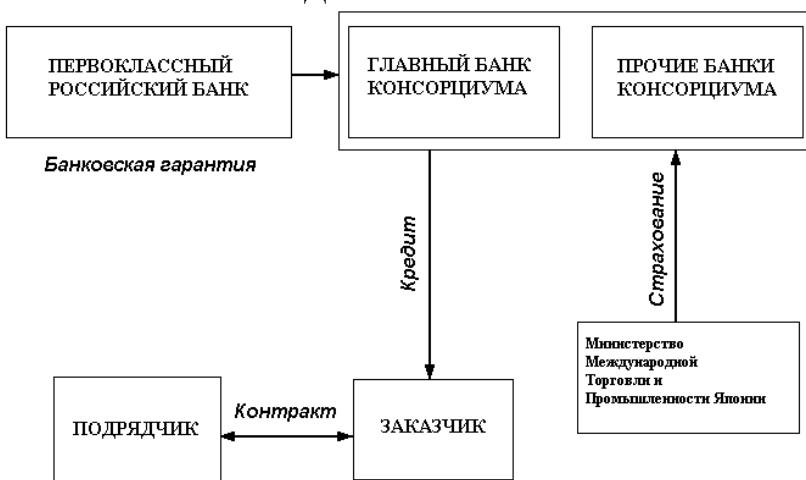 ПЕРВОКЛАССНЫЙ
РОССИЙСКИЙ БАНК
ГЛАВНЫЙ БАНК
КОНСОРЦИУМА
ПРОЧИЕ БАНКИ
КОНСОРЦИУМА
Банковская гарантия
Кредит
Страхование
Министерство
Международной
Торговли и
Промышленности Японии
ПОДРЯДЧИК
Контракт
ЗАКАЗЧИК